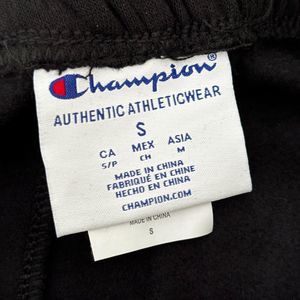 Champion®
AUTHENTIC ATHLETICWEAR
S
CA MEX ASIA
S/P CH M
MADE IN CHINA
FABRIQUÉ EN CHINE
HECHO EN CHINA
CHAMPION.COM
MADE IN CHINA
S